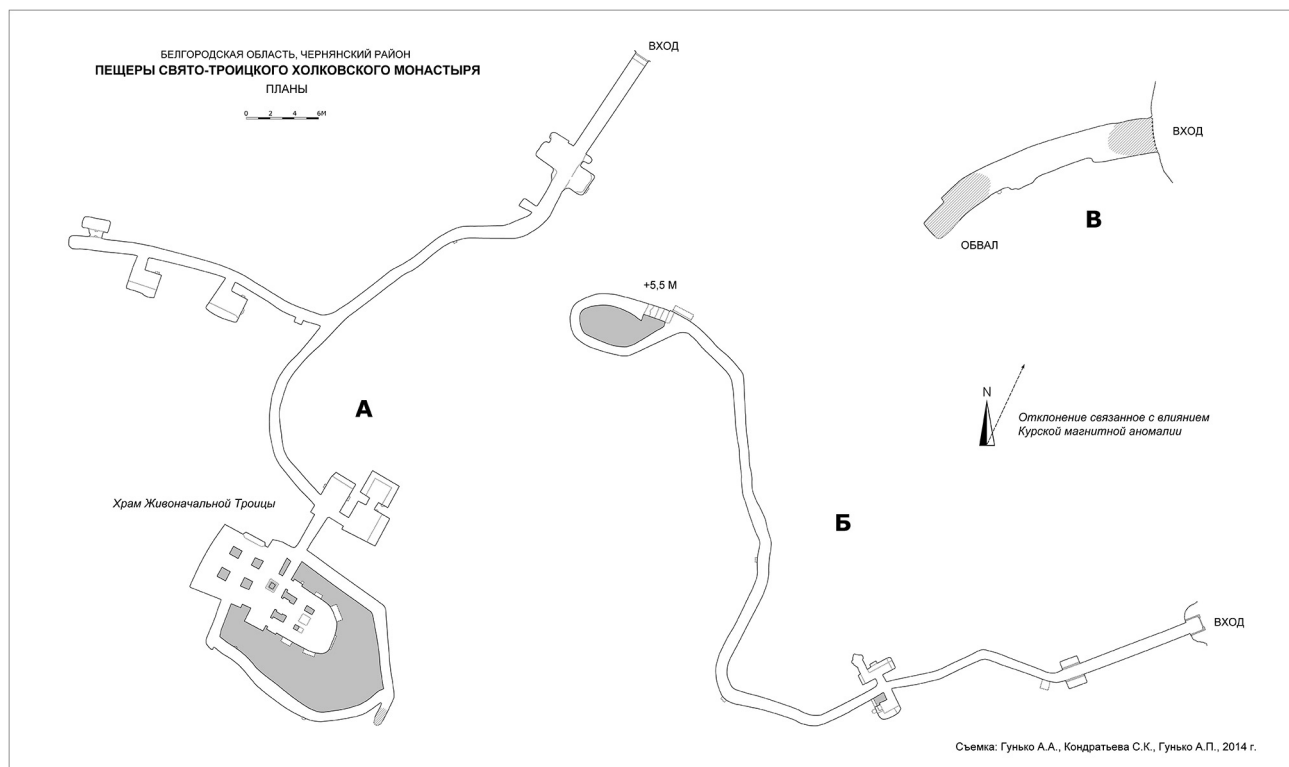 БЕЛГОРОДСКАЯ ОБЛАСТЬ, ЧЕРНЯНСКИЙ РАЙОН
ПЕЩЕРЫ СВЯТО-ТРОИЦКОГО ХОЛКОВСКОГО МОНАСТЫРЯ
ПЛАНЫ
0 2 4 6М
ВХОД
ВХОД
В
ОБВАЛ
+5,5 М
А
N
Отклонение связанное с влиянием
Курской магнитной аномалии
Храм Живоначальной Троицы
Б
ВХОД
Съемка: Гунько А.А., Кондратьева С.К., Гунько А.П., 2014 г.